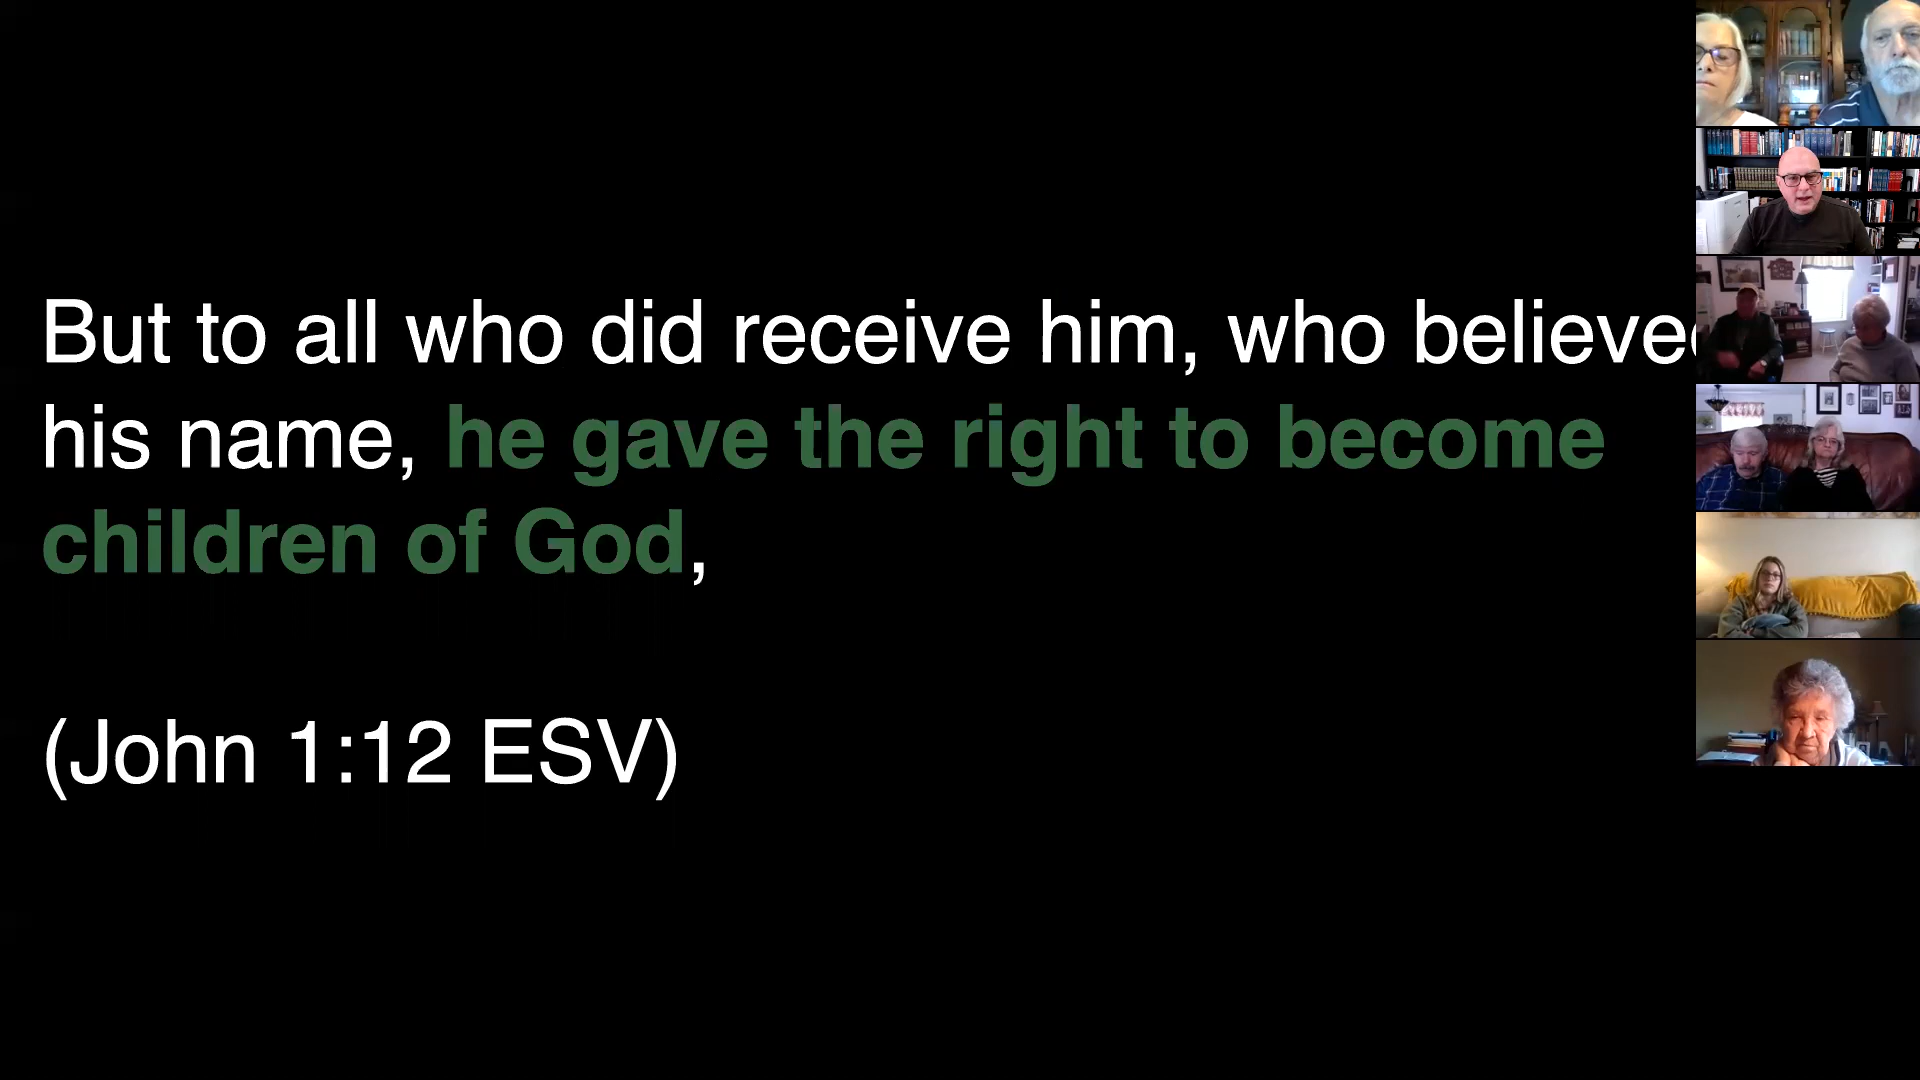 But to all who did receive him, who believe
his name, he gave the right to become
children of God,
(John 1:12 ESV)